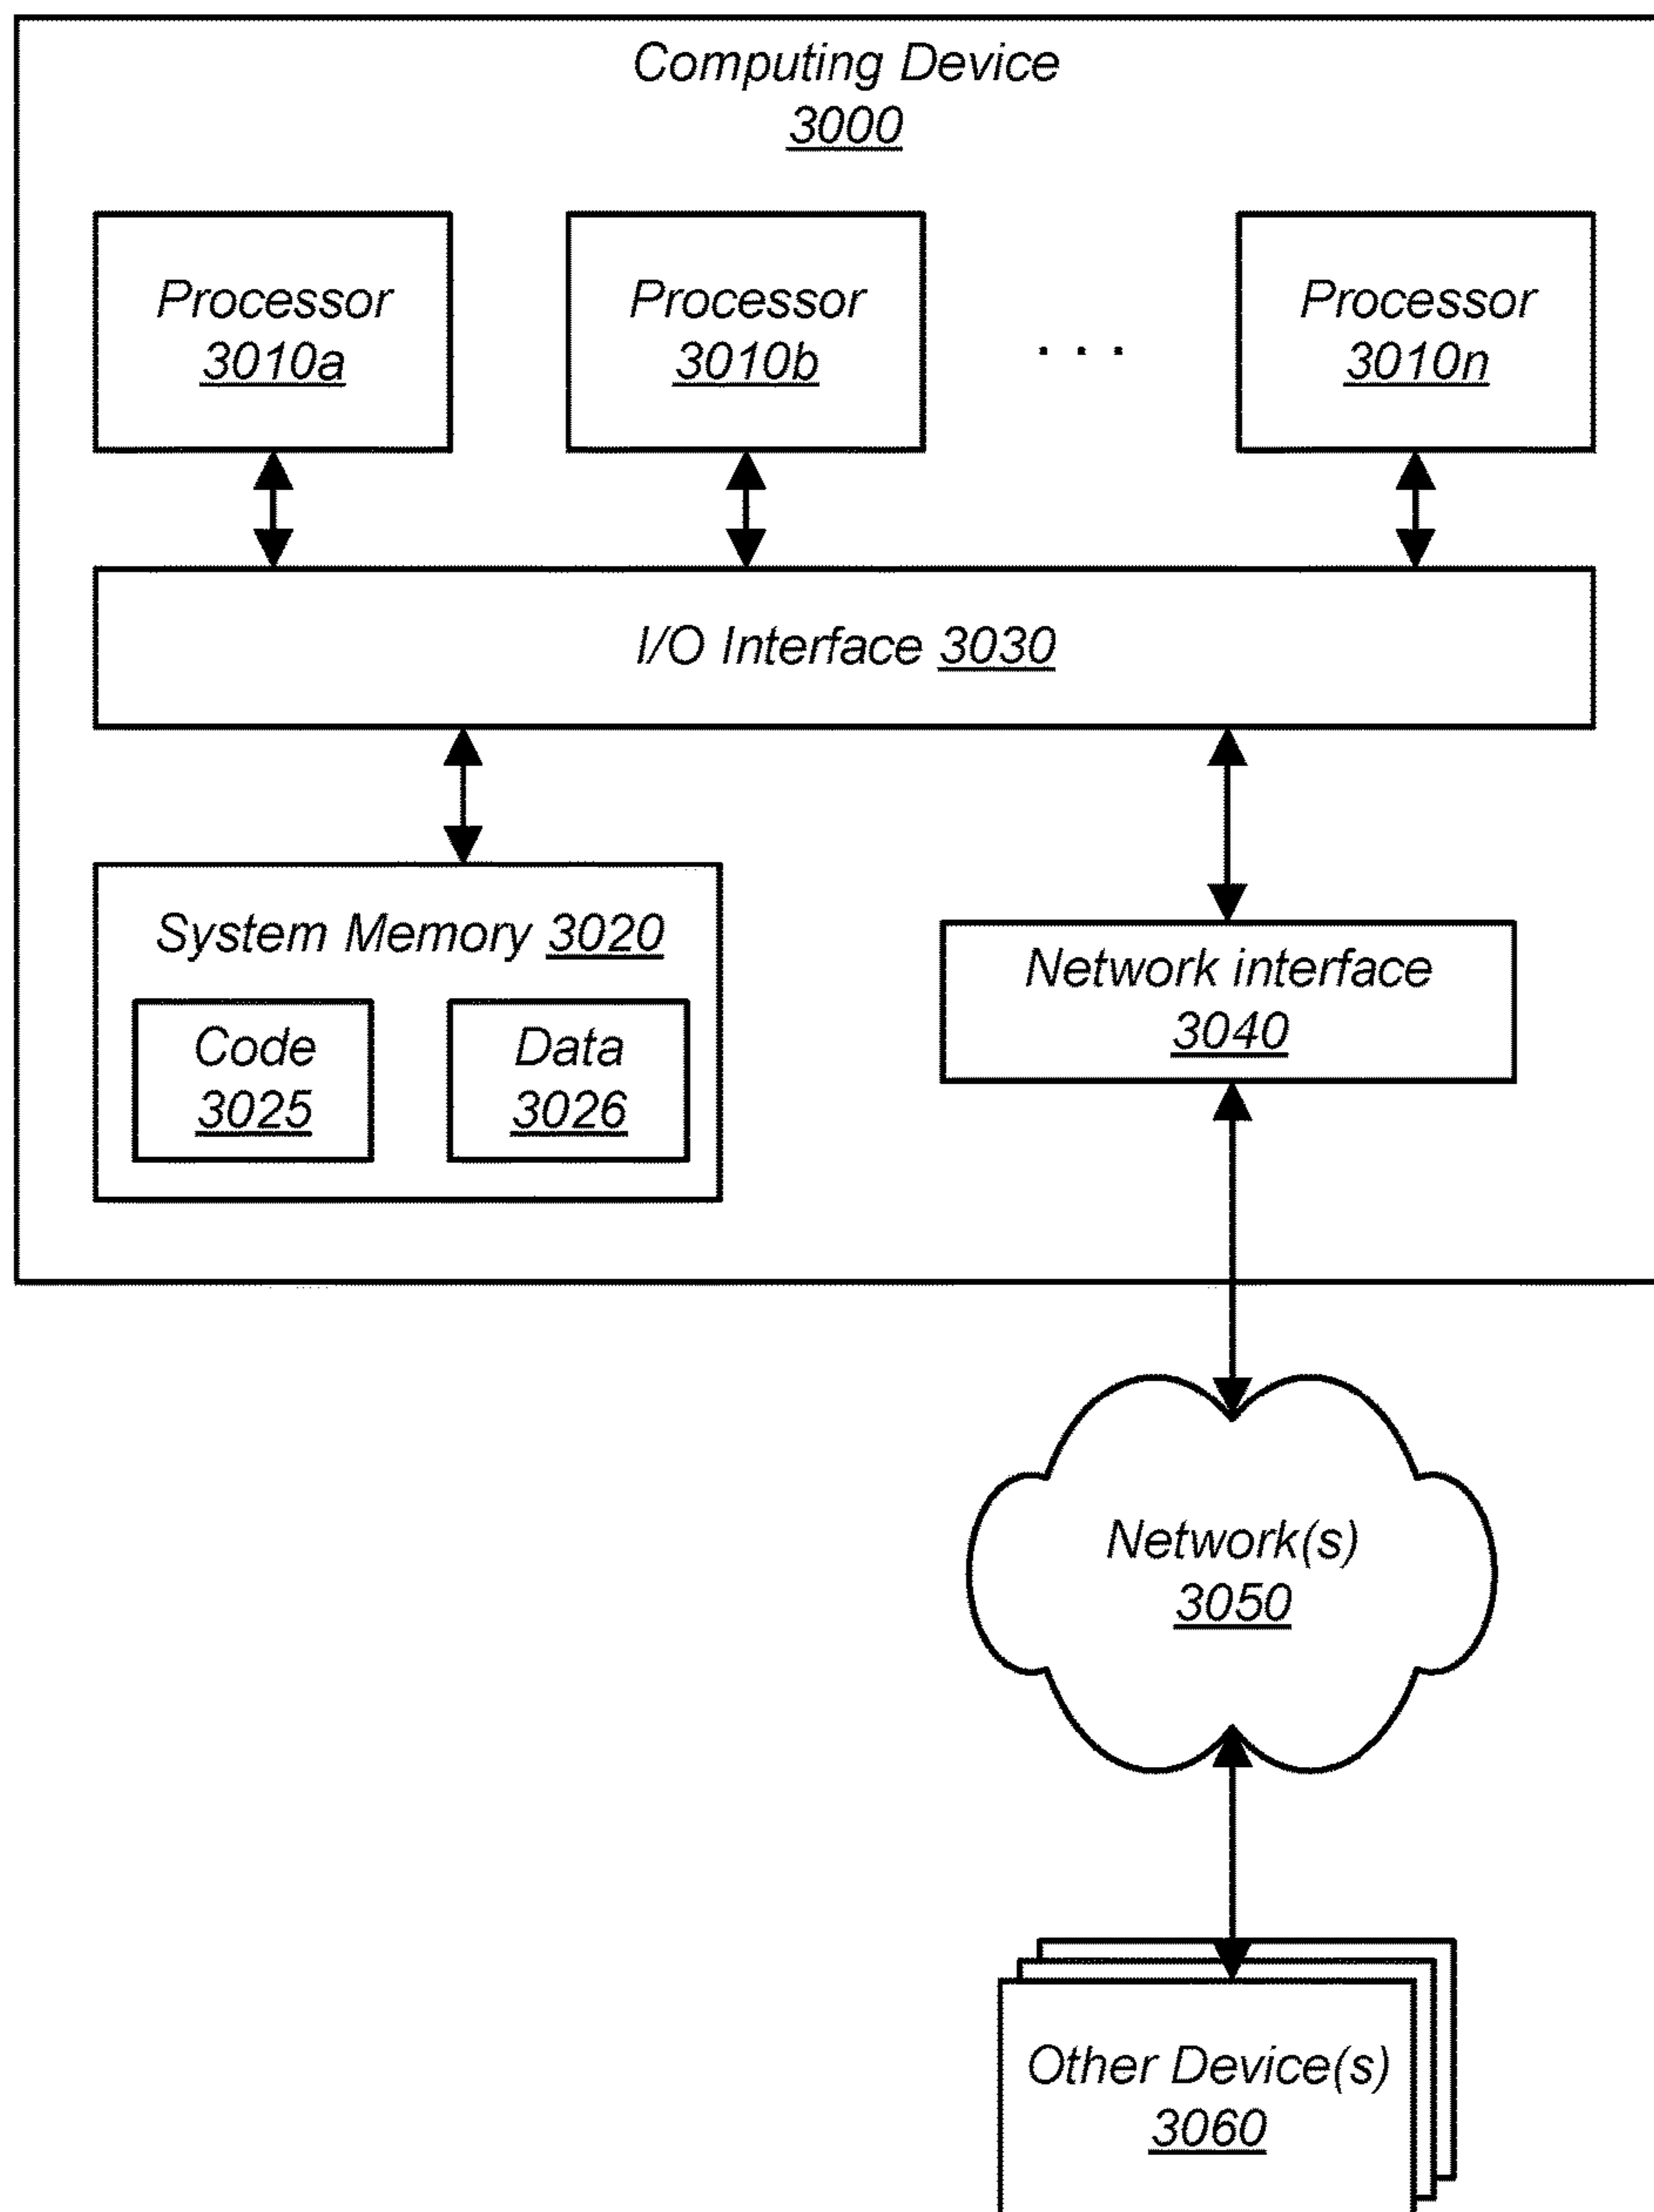 Computing Device
3000
Processor
3010a
Processor
3010b
. . .
Processor
3010n
I/O Interface 3030
System Memory 3020
Code
3025
Data
3026
Network interface
3040
Network(s)
3050
Other Device(s)
3060